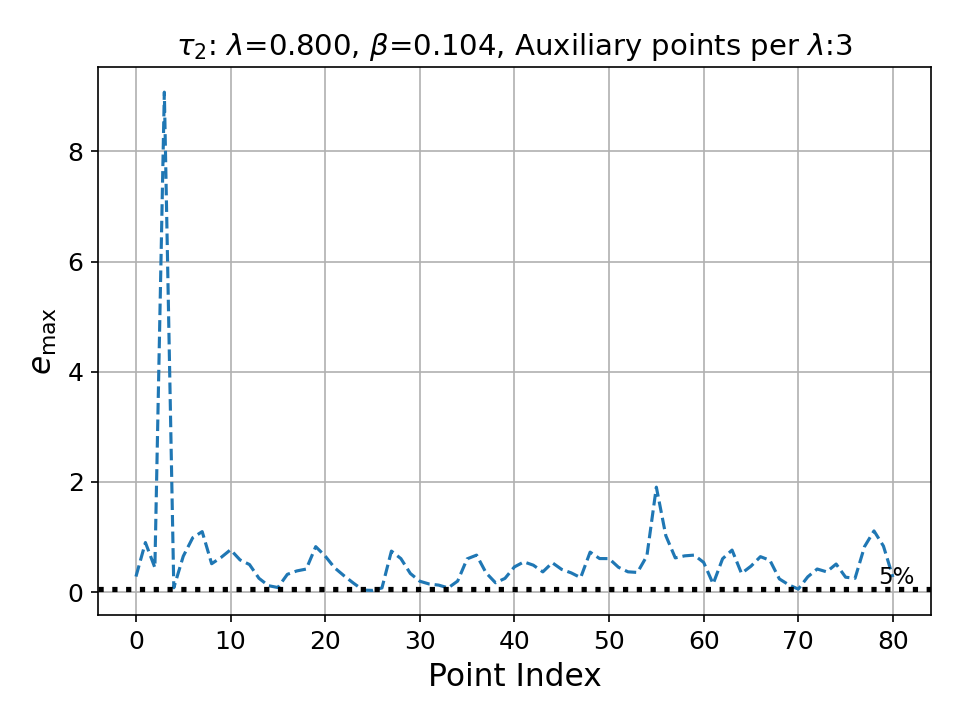 τ₂: λ=0.800, β=0.104, Auxiliary points per λ:3
8
6
4
2
0
e_max
5%
0 10 20 30 40 50 60 70 80
Point Index